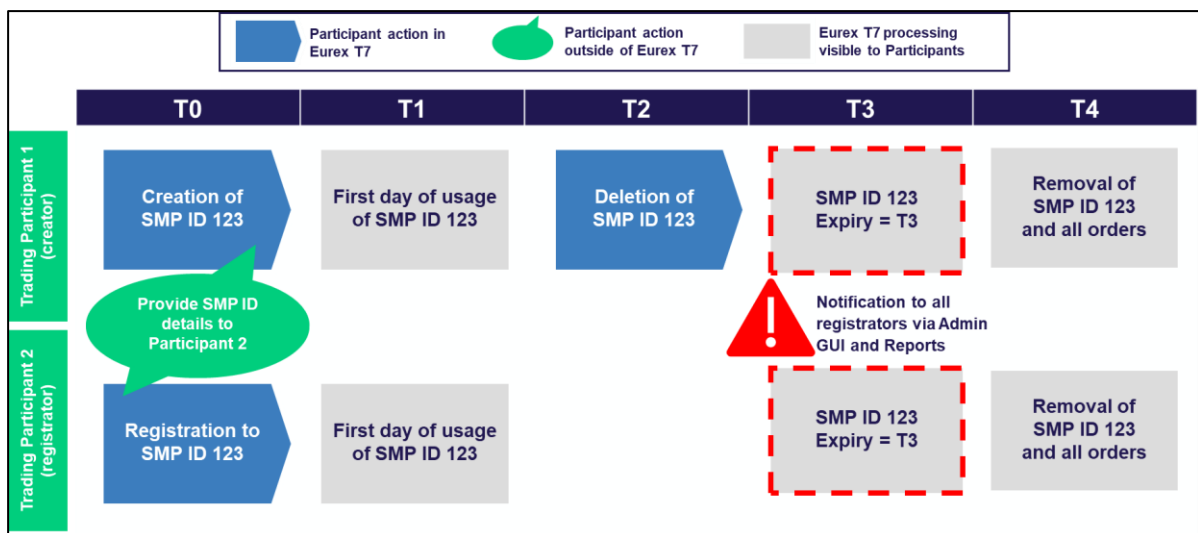 Participant action in
Eurex T7
Participant action
outside of Eurex T7
Eurex T7 processing
visible to Participants
T0
T1
T2
T3
T4
Trading Participant 1
(creator)
Creation of
SMP ID 123
First day of usage
of SMP ID 123
Deletion of
SMP ID 123
SMP ID 123
Expiry = T3
Removal of
SMP ID 123
and all orders
Provide SMP ID
details to
Participant 2
Notification to all
registrators via Admin
GUI and Reports
Trading Participant 2
(registrator)
Registration to
SMP ID 123
First day of usage
of SMP ID 123
SMP ID 123
Expiry = T3
Removal of
SMP ID 123
and all orders